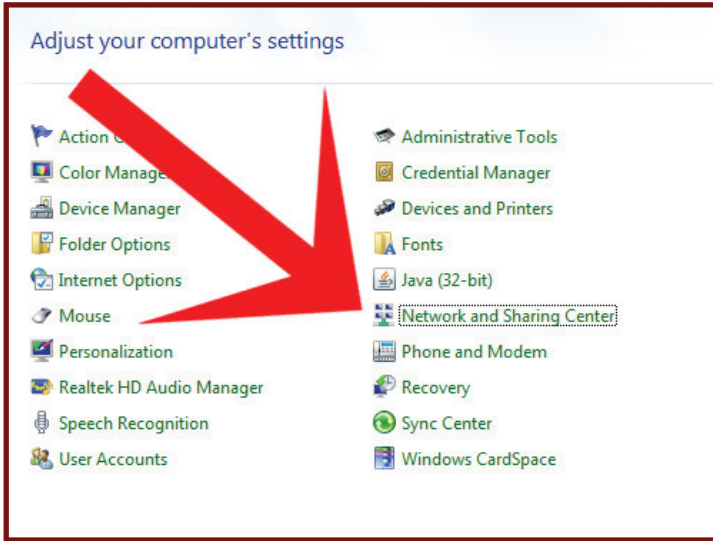 Adjust your computer's settings
Action C
Administrative Tools
Color Manage
Credential Manager
Device Manager
Devices and Printers
Folder Options
Fonts
Internet Options
Java (32-bit)
Mouse
Network and Sharing Center
Personalization
Phone and Modem
Realtek HD Audio Manager
Recovery
Speech Recognition
Sync Center
User Accounts
Windows CardSpace